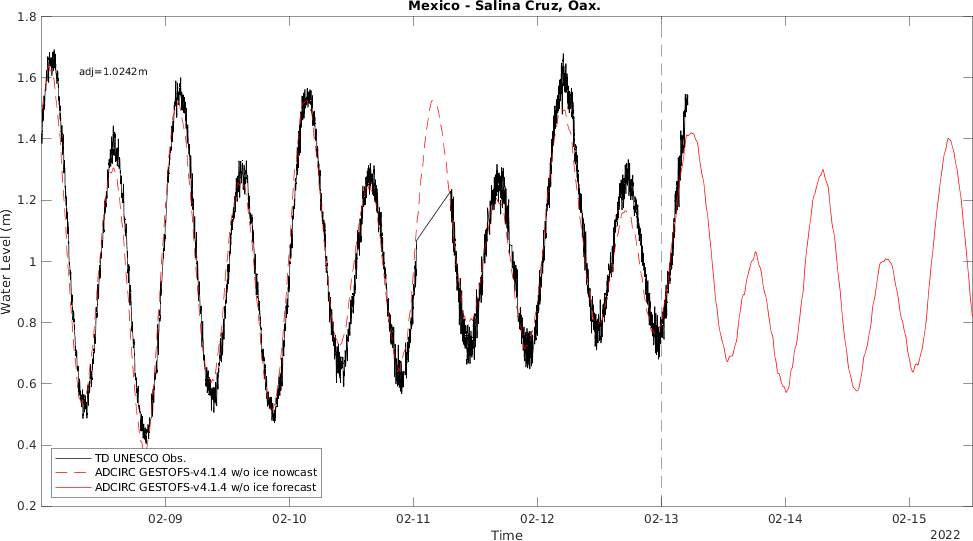 Mexico - Salina Cruz, Oax.
1.8
1.6
1.4
1.2
1
0.8
0.6
0.4
0.2
Water Level (m)
adj=1.0242m
TD UNESCO Obs.
ADCIRC GESTOFS-v4.1.4 w/o ice nowcast
ADCIRC GESTOFS-v4.1.4 w/o ice forecast
02-09 02-10 02-11 02-12 02-13 02-14 02-15
Time
2022